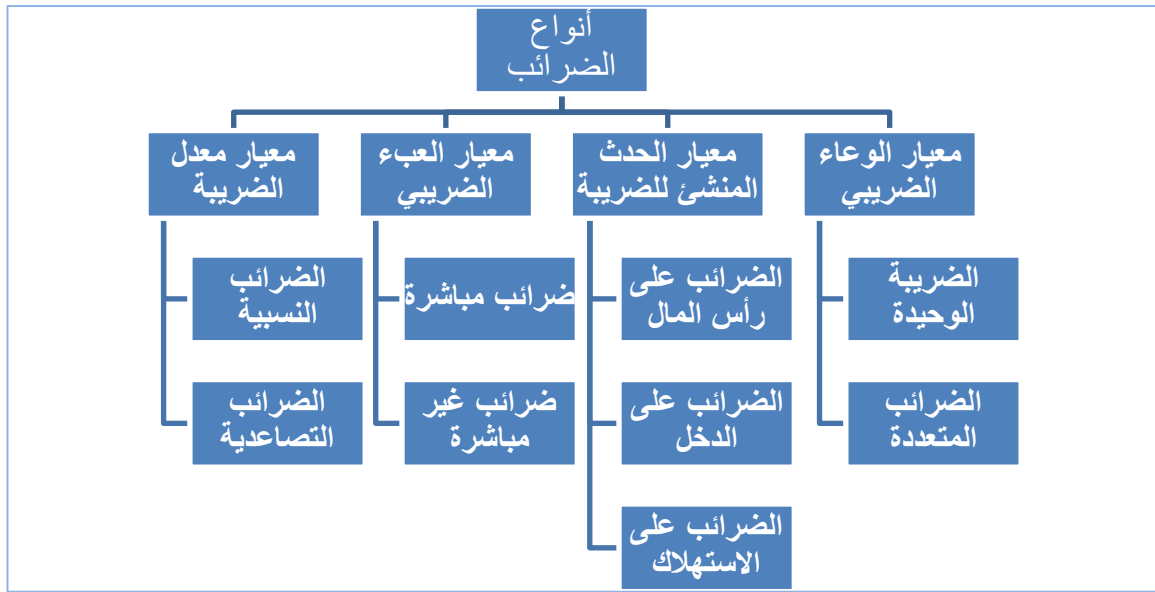 أنواع
الضرائب
معيار الوعاء
الضريبي
معيار الحدث
المنشئ للضريبة
معيار العبء
الضريبي
معيار معدل
الضريبة
الضريبة
الوحيدة
الضرائب
المتعددة
الضرائب على
رأس المال
الضرائب على
الدخل
الضرائب على
الاستهلاك
ضرائب مباشرة
ضرائب غير
مباشرة
الضرائب
النسبية
الضرائب
التصاعدية